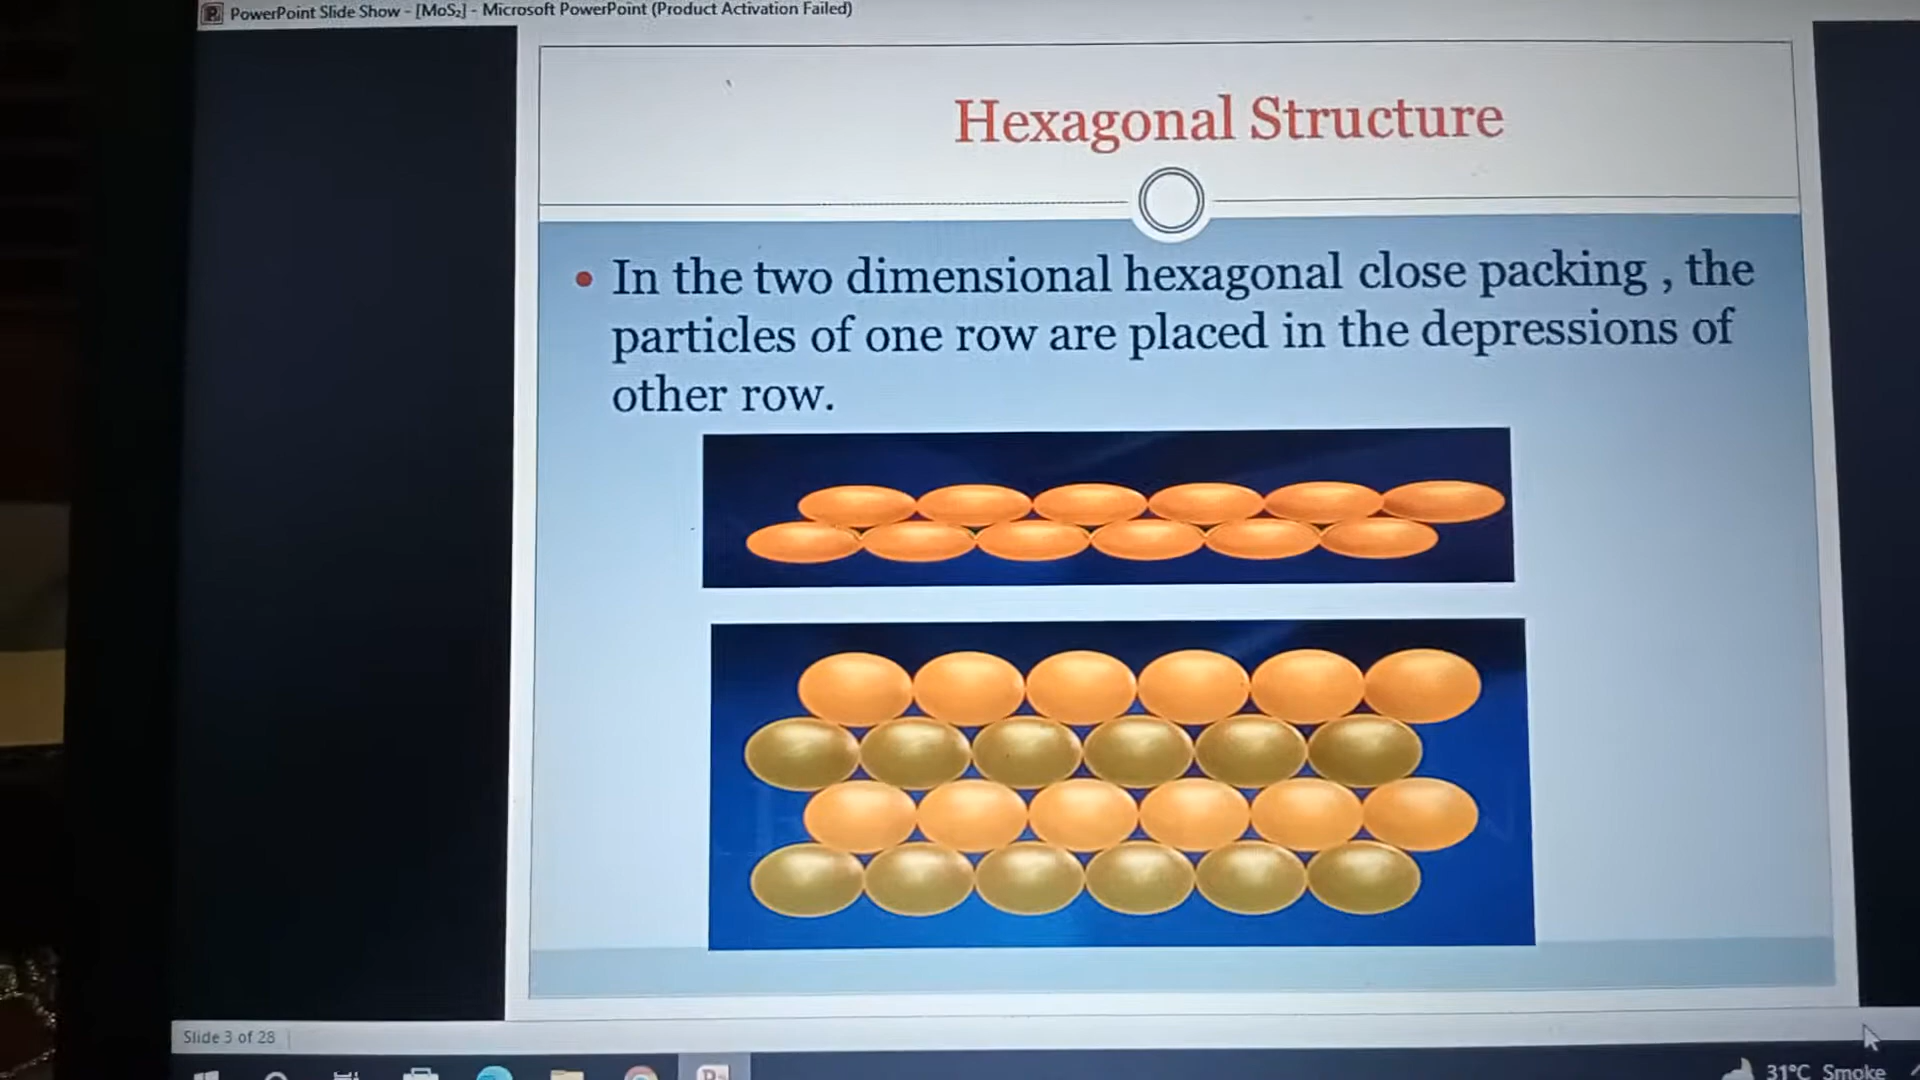 PowerPoint Slide Show - [MoS₂] - Microsoft PowerPoint (Product Activation Failed)
Hexagonal Structure
• In the two dimensional hexagonal close packing , the
particles of one row are placed in the depressions of
other row.
Slide 3 of 28
31°C Smoke